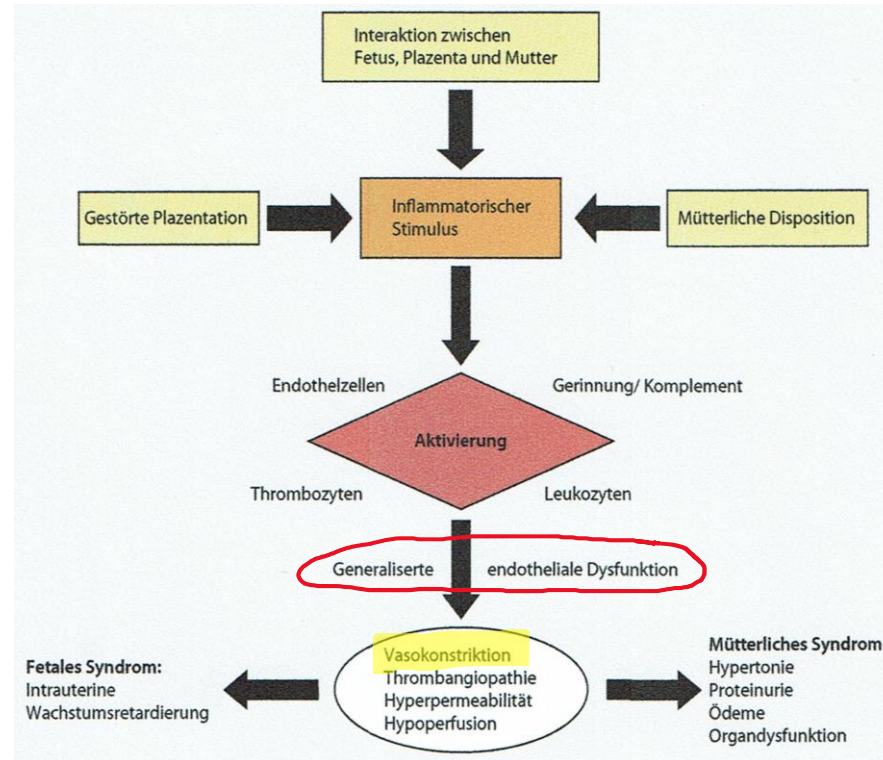 Interaktion zwischen
Fetus, Plazenta und Mutter
Gestörte Plazentation
Inflammatorischer
Stimulus
Mütterliche Disposition
Endothelzellen
Gerinnung/ Komplement
Aktivierung
Thrombozyten
Leukozyten
Generaliserte
endotheliale Dysfunktion
Fetales Syndrom:
Intrauterine
Wachstumsretardierung
Vasokonstriktion
Thrombangiopathie
Hyperpermeabilität
Hypoperfusion
Mütterliches Syndrom
Hypertonie
Proteinurie
Ödeme
Organdysfunktion